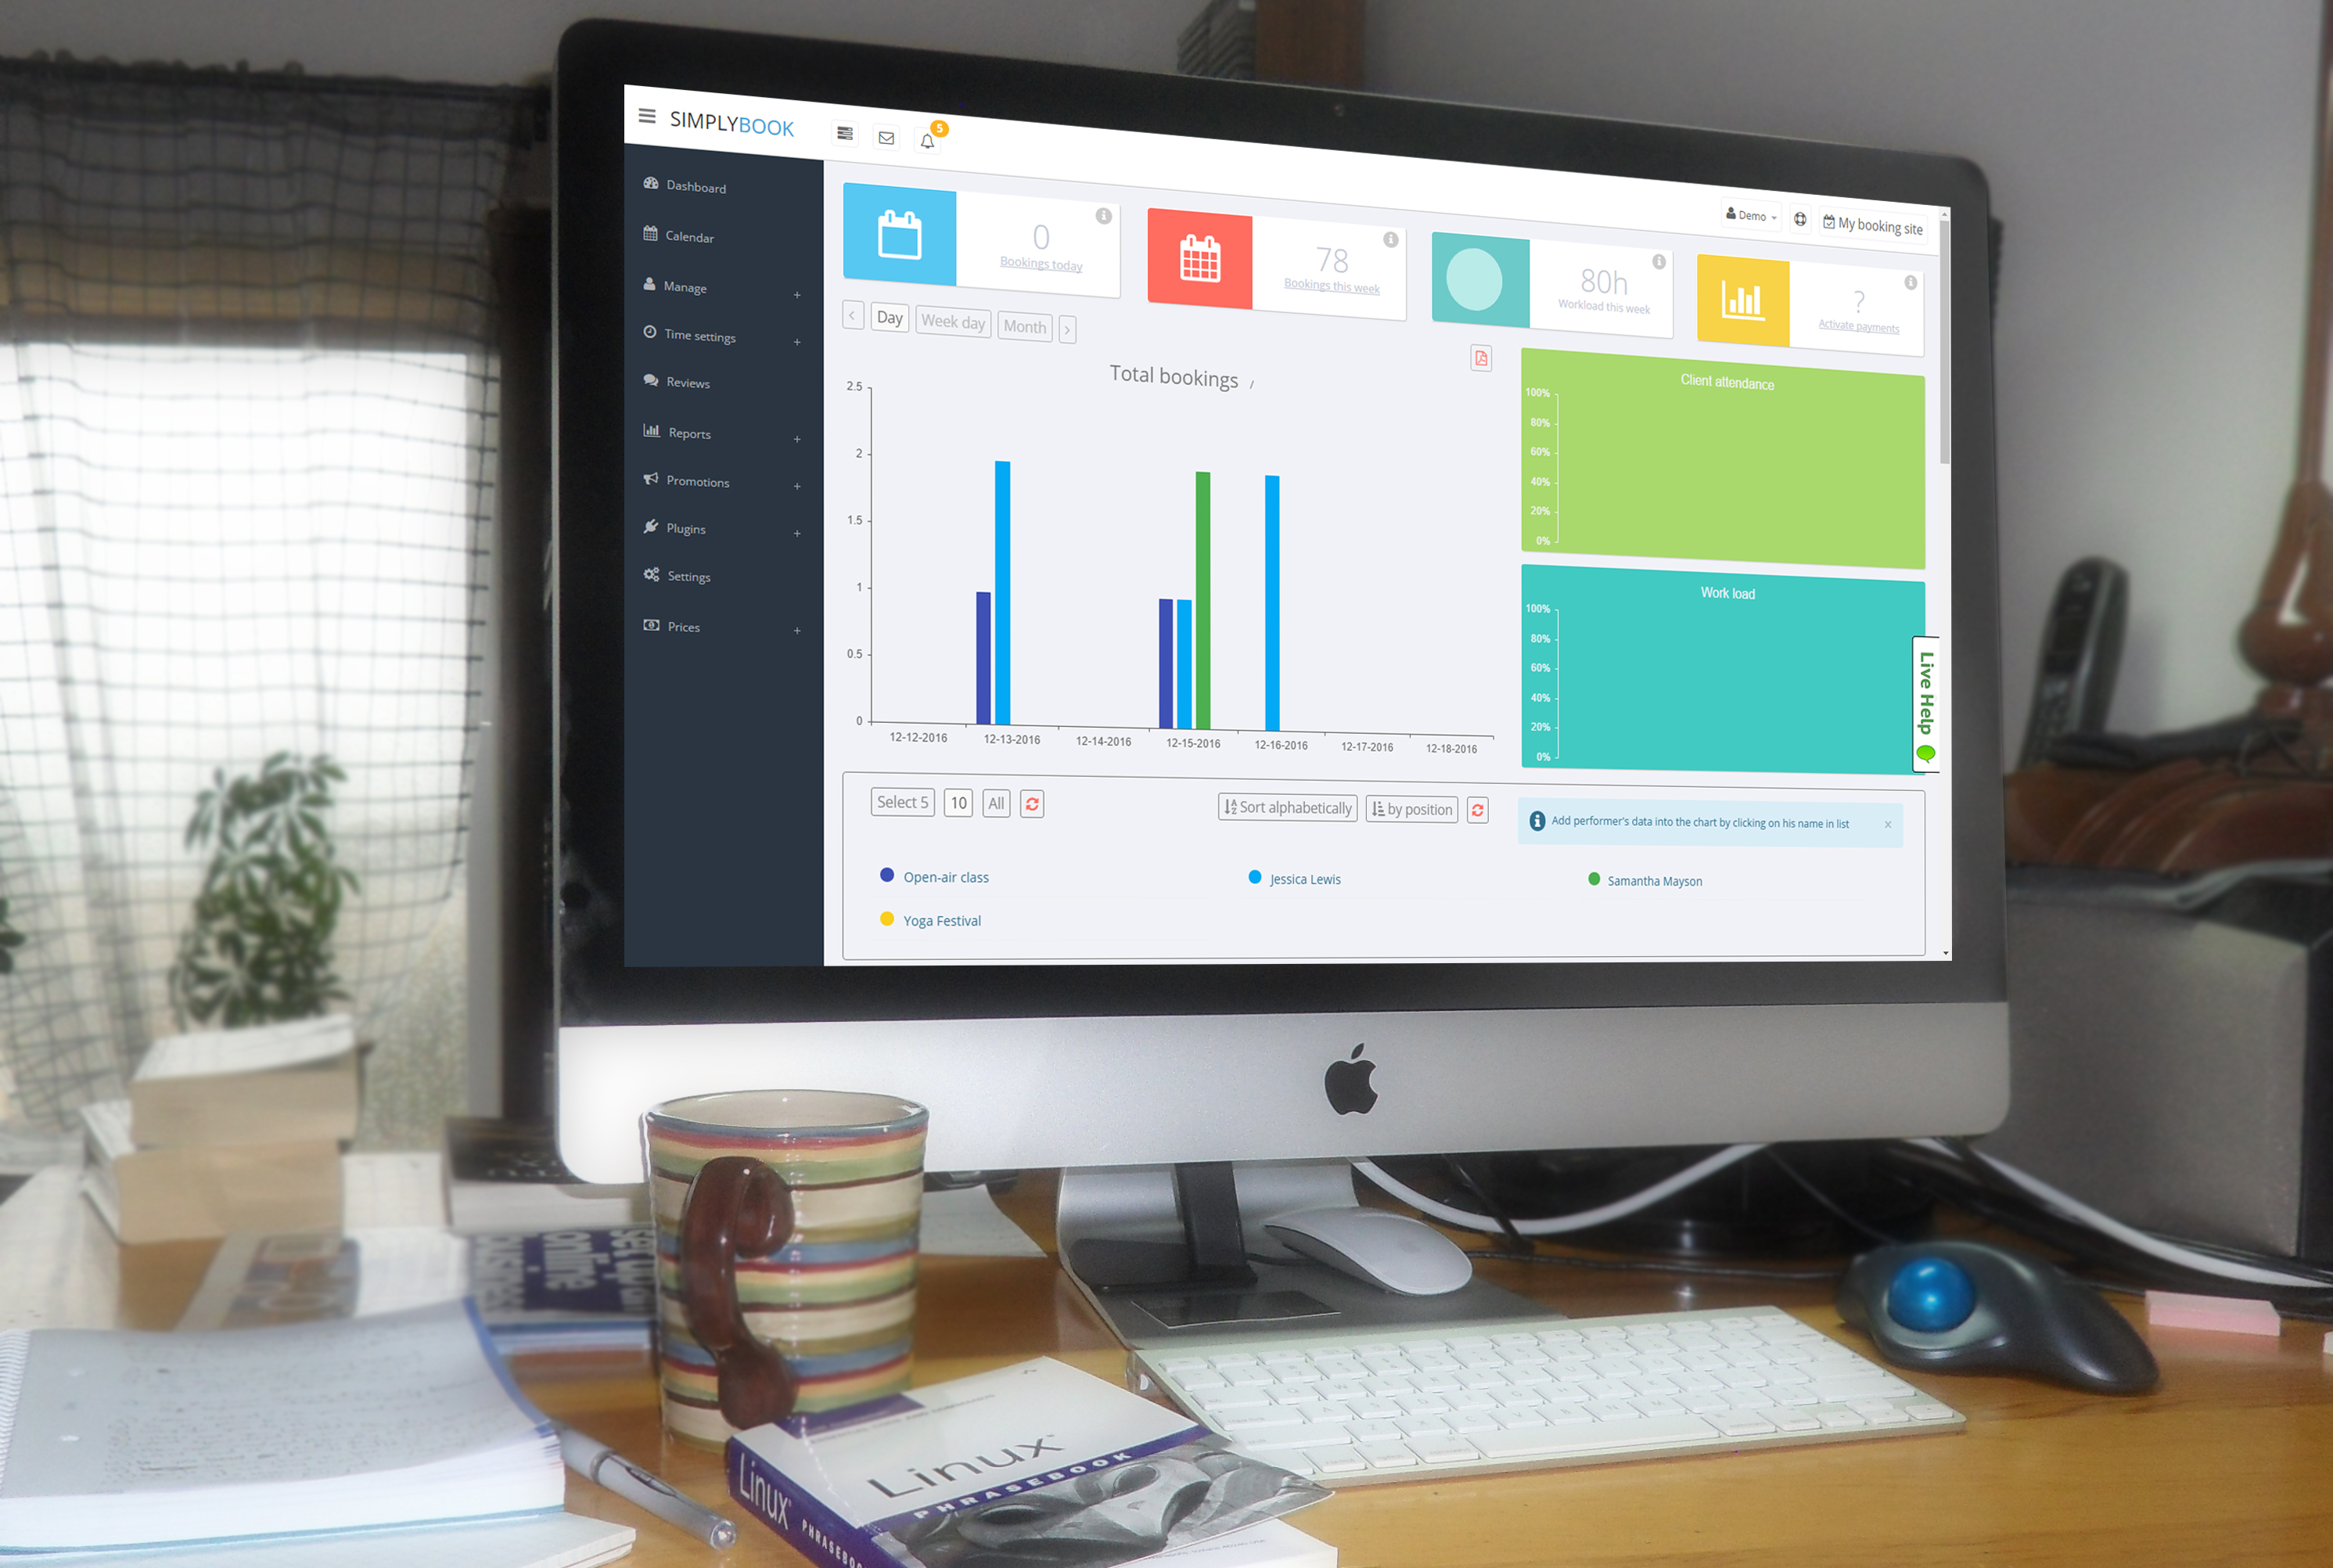 SIMPLYBOOK
5
Demo
My booking site
Dashboard
Calendar
Manage +
Time settings +
Reviews
Reports +
Promotions +
Plugins +
Settings
Prices +
0
Bookings today
78
Bookings this week
80h
Workload this week
?
Activate payments
< Day Week day Month >
Total bookings /
2.5
2
1.5
1
0.5
0
12-12-2016 12-13-2016 12-14-2016 12-15-2016 12-16-2016 12-17-2016 12-18-2016
Client attendance
100%
80%
60%
40%
20%
0%
Work load
100%
80%
60%
40%
20%
0%
Live Help
Select 5 10 All
Sort alphabetically by position
Add performer's data into the chart by clicking on his name in list ×
Open-air class Jessica Lewis Samantha Mayson
Yoga Festival
online
Linux
PHRASEBOOK
Linux